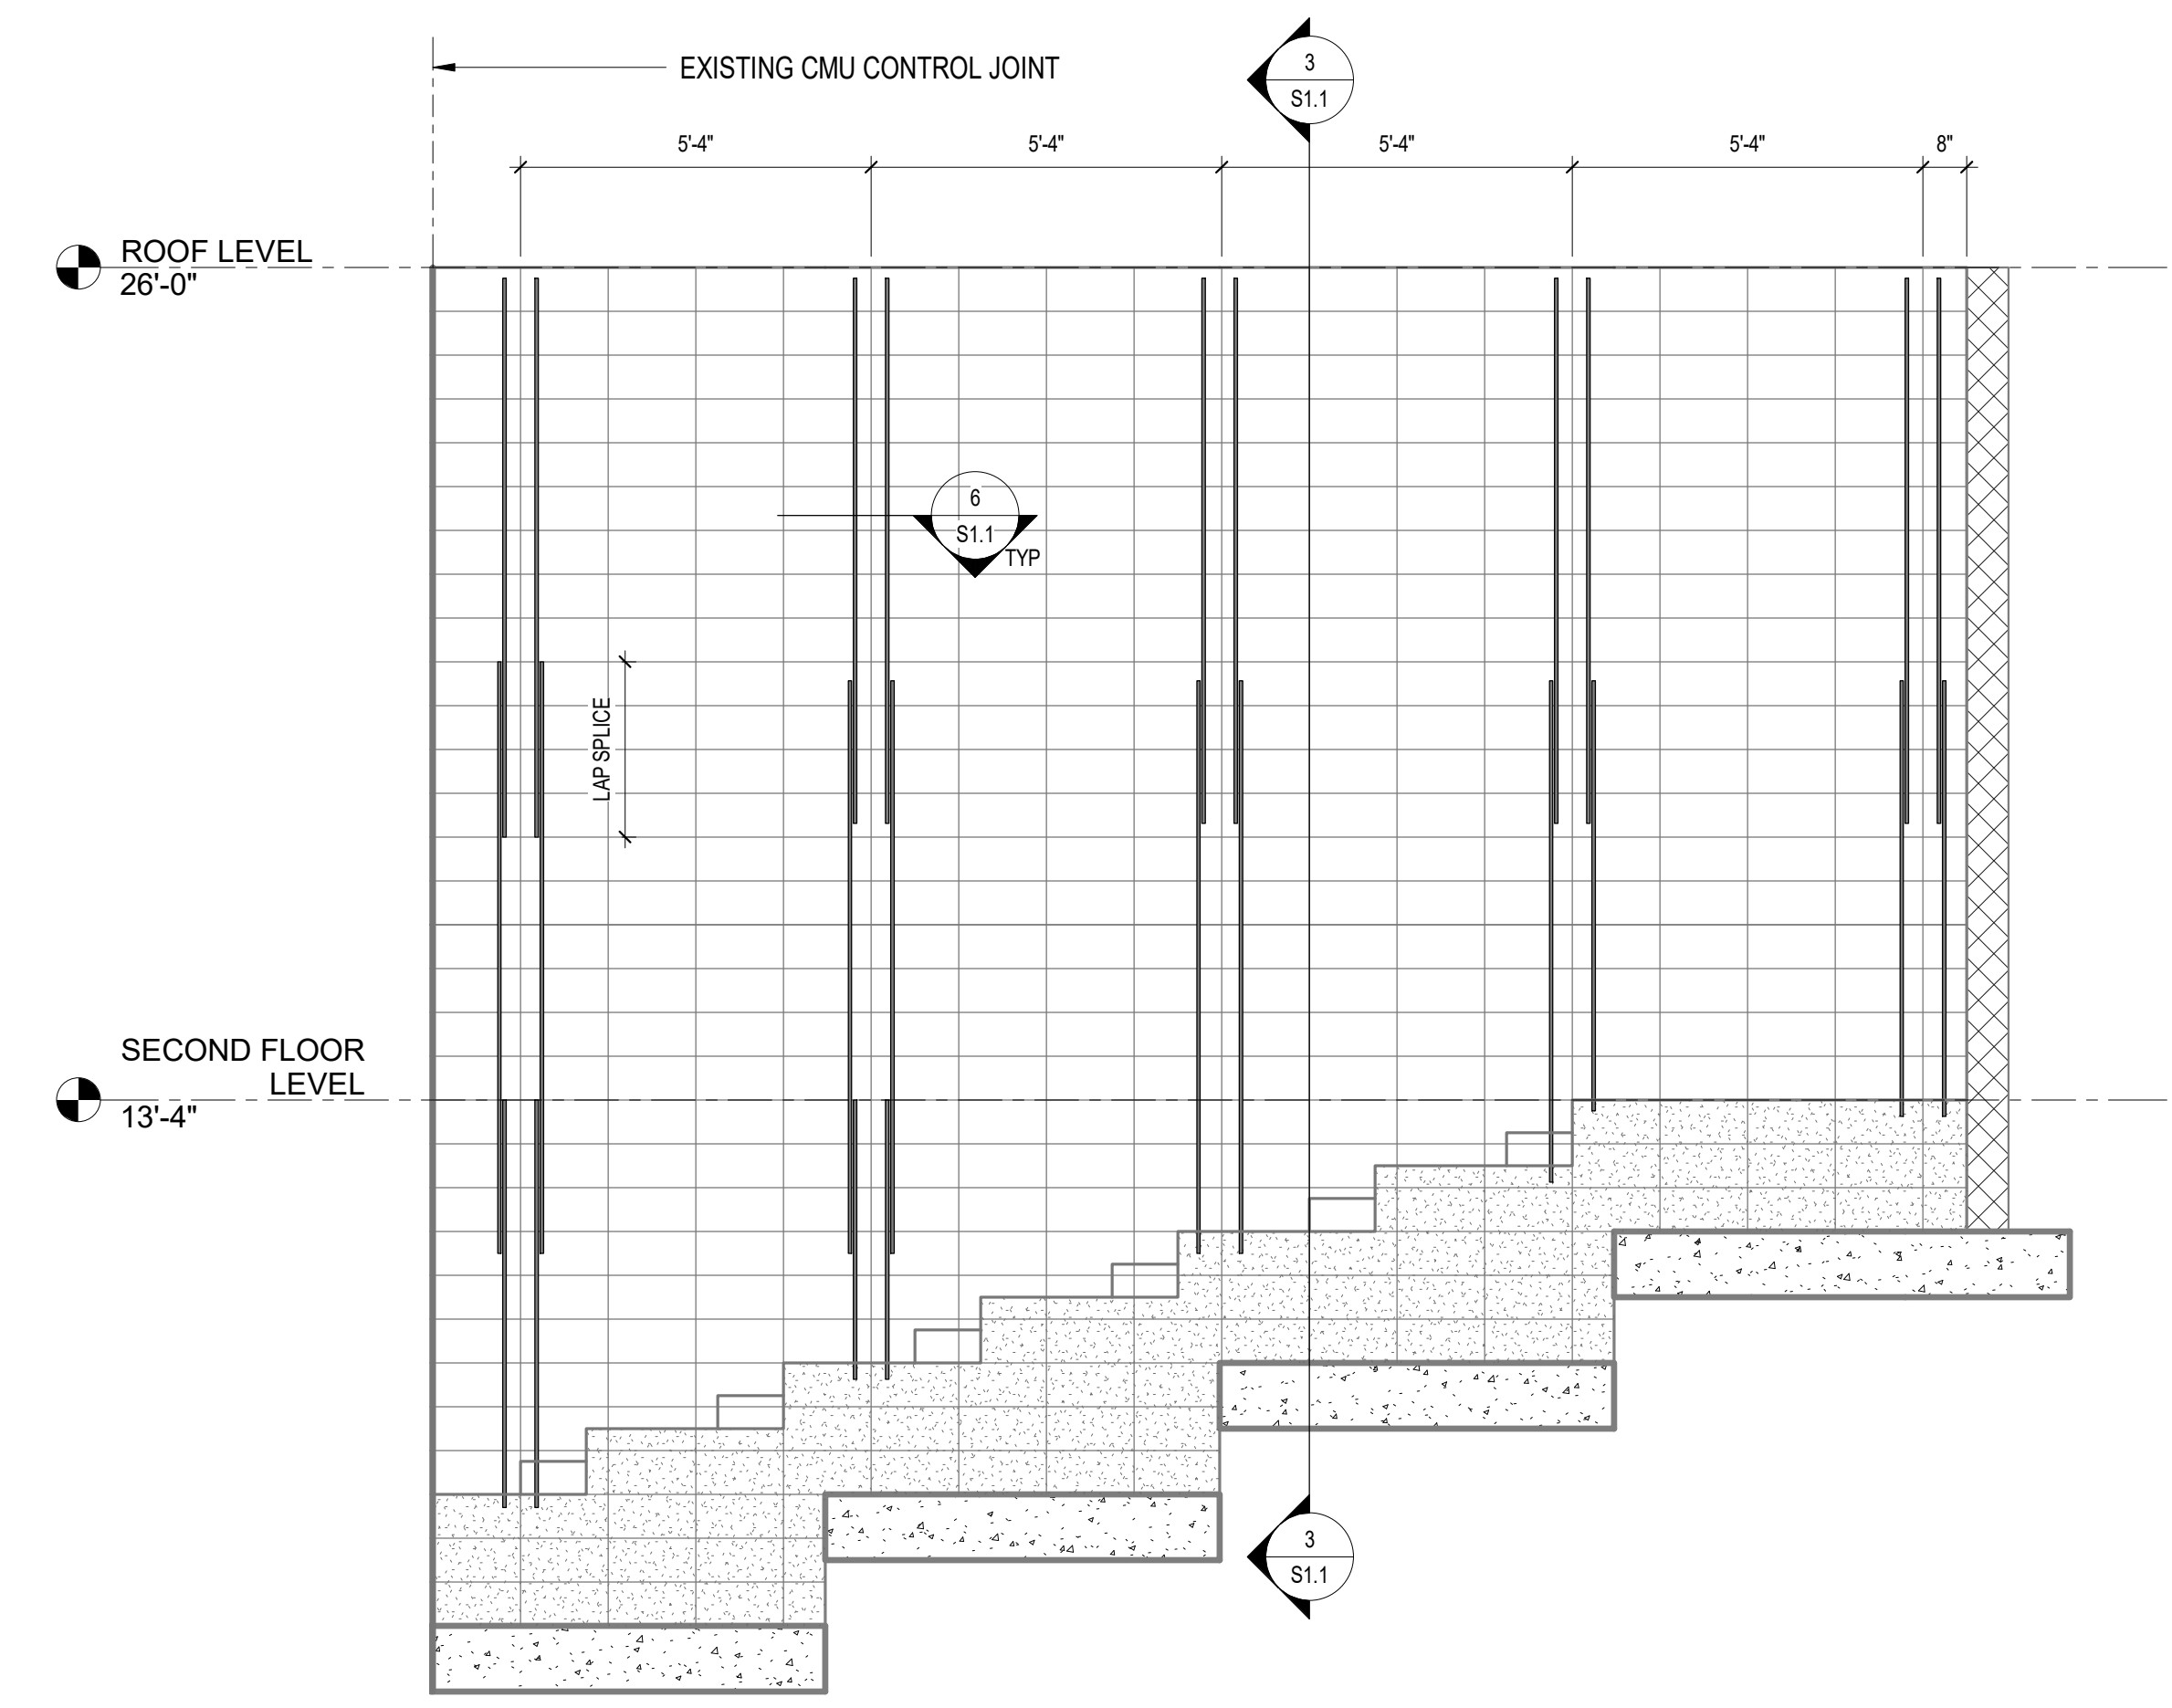 EXISTING CMU CONTROL JOINT
3
S1.1
5'-4"
5'-4"
5'-4"
5'-4"
8"
ROOF LEVEL
26'-0"
6
S1.1
TYP
LAP SPLICE
SECOND FLOOR
LEVEL
13'-4"
3
S1.1